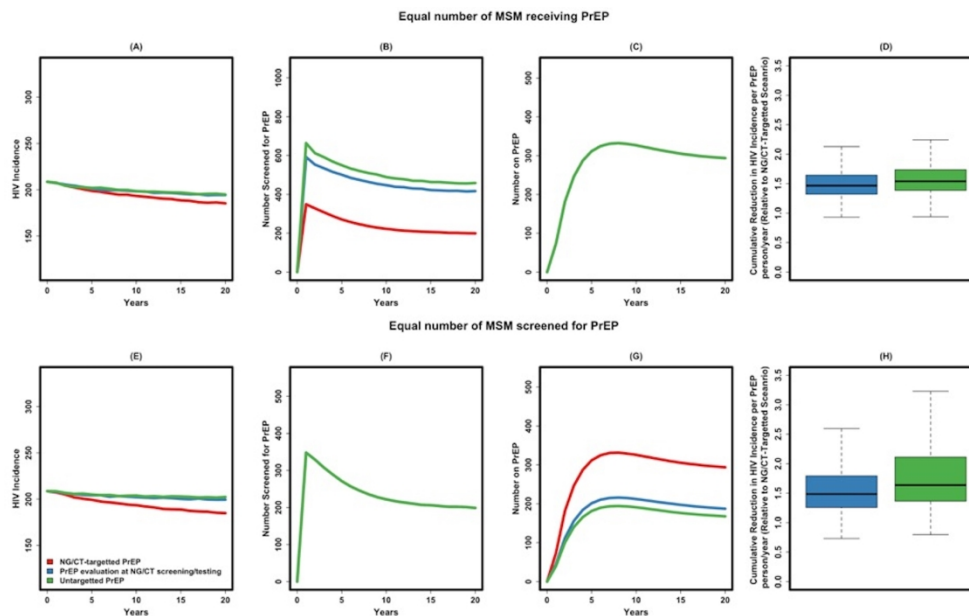 Equal number of MSM receiving PrEP
(A)
(B)
(C)
(D)
HIV Incidence
300
250
200
150
0 5 10 15 20
Years
Number Screened for PrEP
1000
800
600
400
200
0
0 5 10 15 20
Years
Number on PrEP
500
400
300
200
100
0
0 5 10 15 20
Years
Cumulative Reduction in HIV Incidence per PrEP
person/year (Relative to NG/CT-Targetted Sceanrio)
3.5
3.0
2.5
2.0
1.5
1.0
0.5
0.0
Equal number of MSM screened for PrEP
(E)
(F)
(G)
(H)
HIV Incidence
300
250
200
150
0 5 10 15 20
Years
NG/CT-targetted PrEP
PrEP evaluation at NG/CT screening/testing
Untargetted PrEP
Number Screened for PrEP
500
400
300
200
100
0
0 5 10 15 20
Years
Number on PrEP
500
400
300
200
100
0
0 5 10 15 20
Years
Cumulative Reduction in HIV Incidence per PrEP
person/year (Relative to NG/CT-Targetted Sceanrio)
3.5
3.0
2.5
2.0
1.5
1.0
0.5
0.0